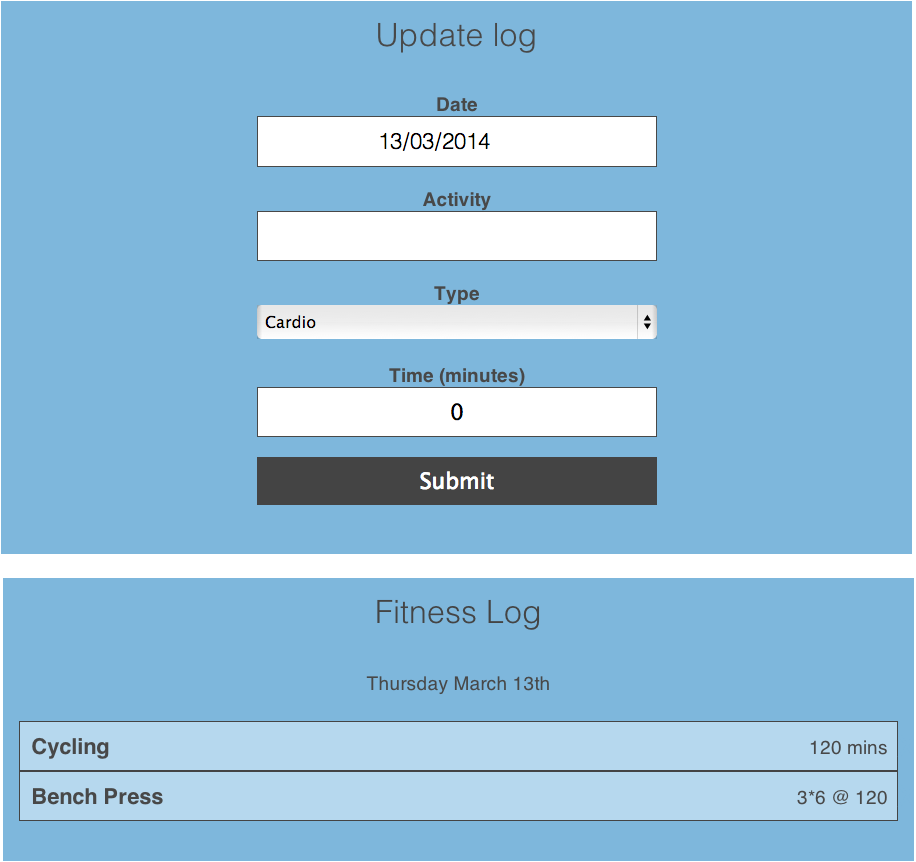 Update log
Date
13/03/2014
Activity
Type
Cardio
Time (minutes)
0
Submit
Fitness Log
Thursday March 13th
Cycling 120 mins
Bench Press 3*6 @ 120